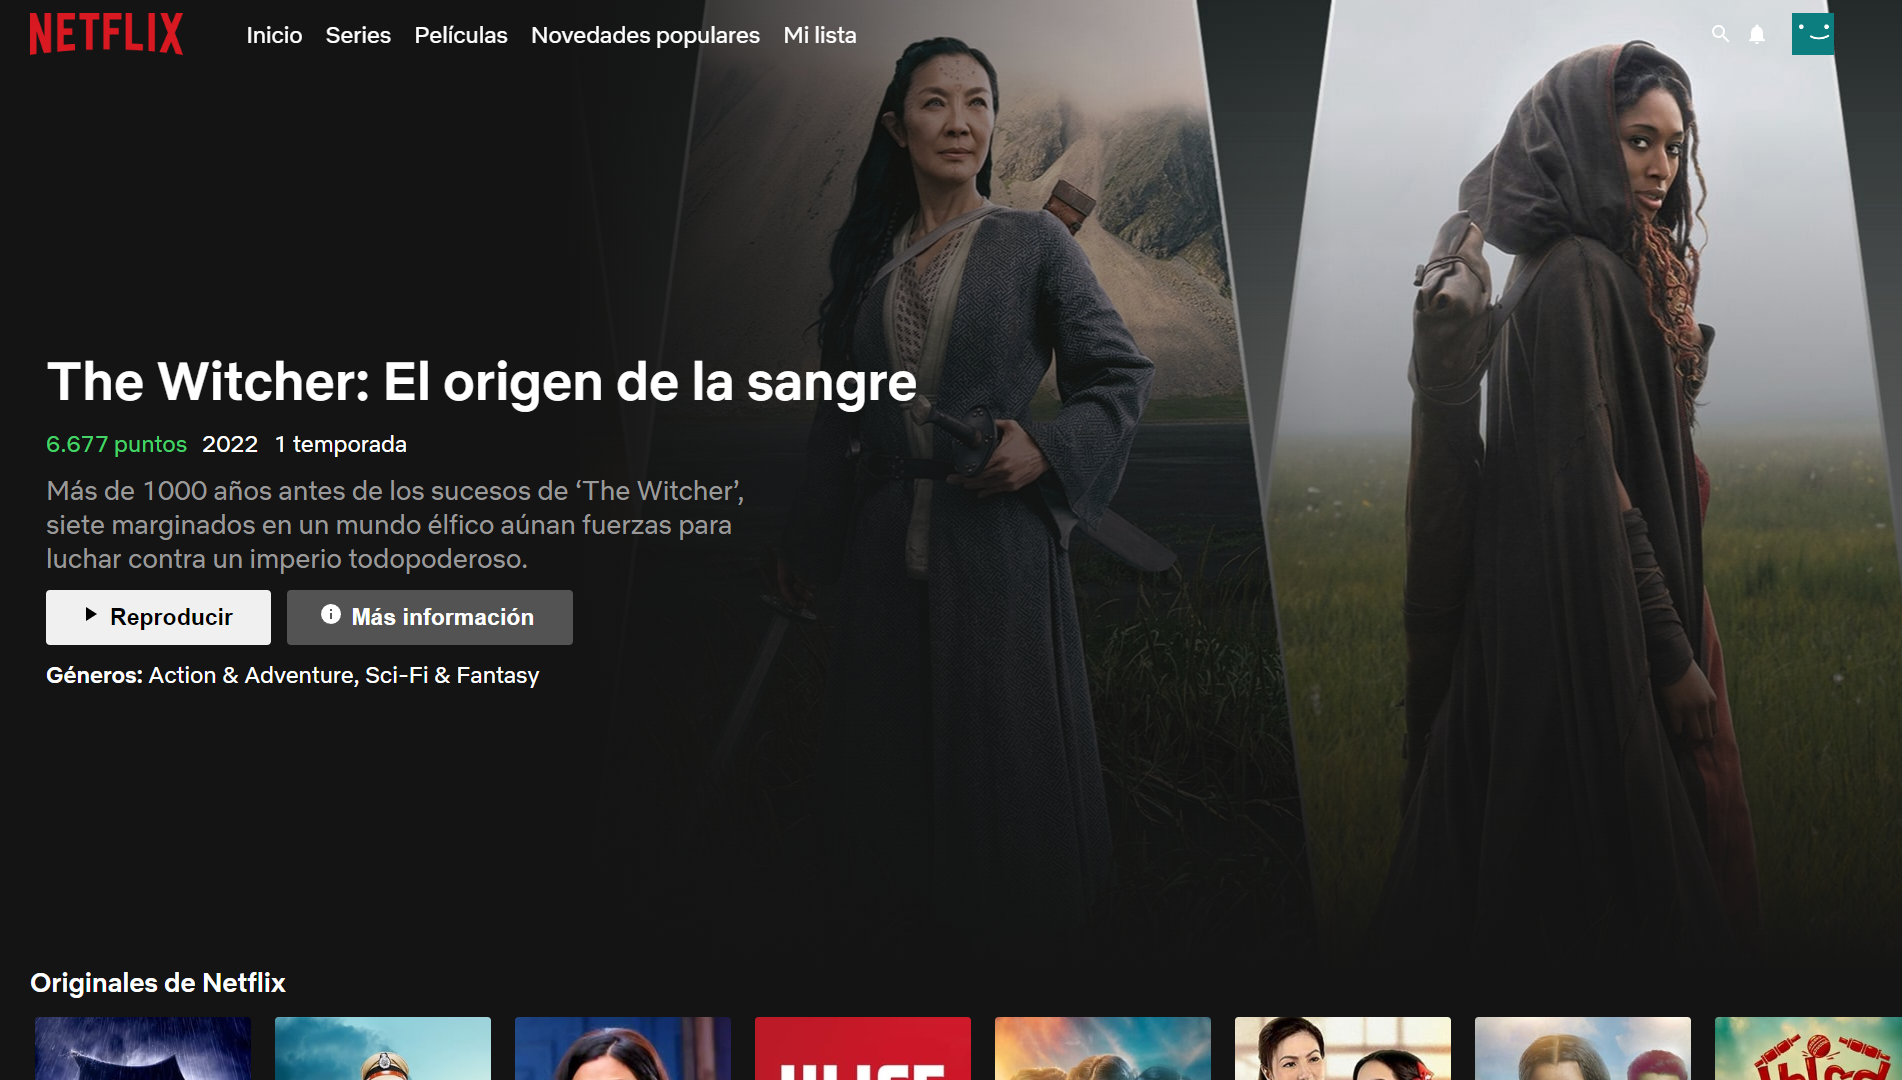 NETFLIX
Inicio Series Películas Novedades populares Mi lista
The Witcher: El origen de la sangre
6.677 puntos 2022 1 temporada
Más de 1000 años antes de los sucesos de ‘The Witcher’,
siete marginados en un mundo élfico aúnan fuerzas para
luchar contra un imperio todopoderoso.
Reproducir Más información
Géneros: Action & Adventure, Sci-Fi & Fantasy
Originales de Netflix